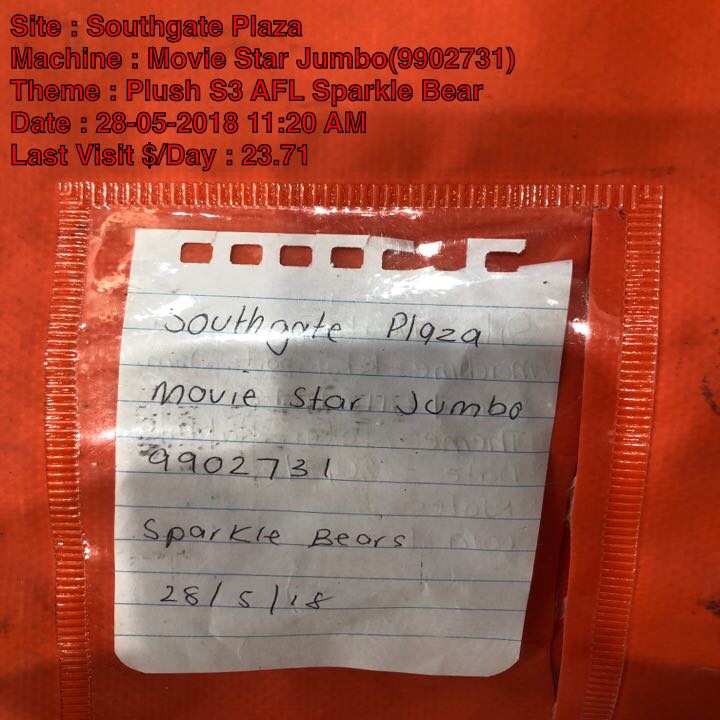 Site : Southgate Plaza
Machine : Movie Star Jumbo(9902731)
Theme : Plush S3 AFL Sparkle Bear
Date : 28-05-2018 11:20 AM
Last Visit $/Day : 23.71
Southgate Plaza
Movie Star Jumbo
9902731
Sparkle Bears
28/5/18